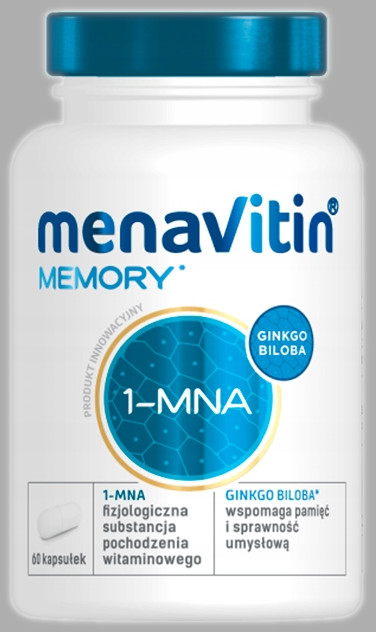 menavitin®
MEMORY*
PRODUKT INNOWACYJNY
GINKGO
BILOBA
1-MNA
60 kapsułek
1-MNA
fizjologiczna
substancja
pochodzenia
witaminowego
GINKGO BILOBA*
wspomaga pamięć
i sprawność
umysłową